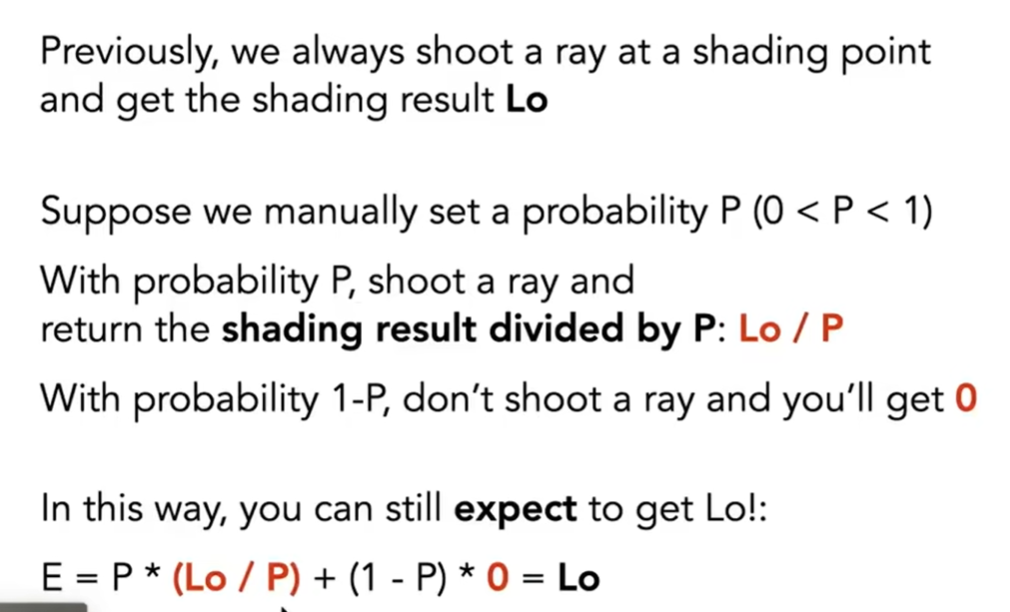 Previously, we always shoot a ray at a shading point
and get the shading result Lo
Suppose we manually set a probability P (0 < P < 1)
With probability P, shoot a ray and
return the shading result divided by P: Lo / P
With probability 1-P, don’t shoot a ray and you’ll get 0
In this way, you can still expect to get Lo!:
E = P * (Lo / P) + (1 - P) * 0 = Lo